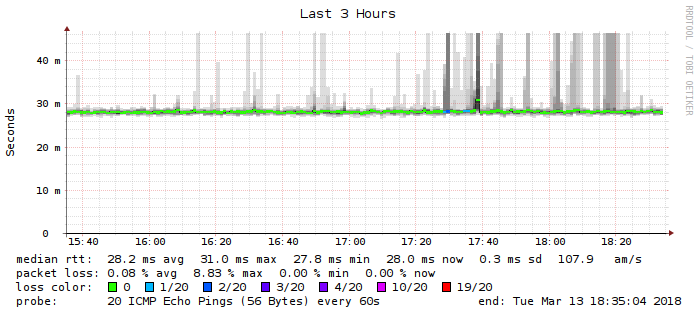 Last 3 Hours
RRDTOOL / TOBI OETIKER
Seconds
40 m
30 m
20 m
10 m
0
15:40 16:00 16:20 16:40 17:00 17:20 17:40 18:00 18:20
median rtt: 28.2 ms avg 31.0 ms max 27.8 ms min 28.0 ms now 0.3 ms sd 107.9 am/s
packet loss: 0.08 % avg 8.83 % max 0.00 % min 0.00 % now
loss color: 0 1/20 2/20 3/20 4/20 10/20 19/20
probe: 20 ICMP Echo Pings (56 Bytes) every 60s end: Tue Mar 13 18:35:04 2018